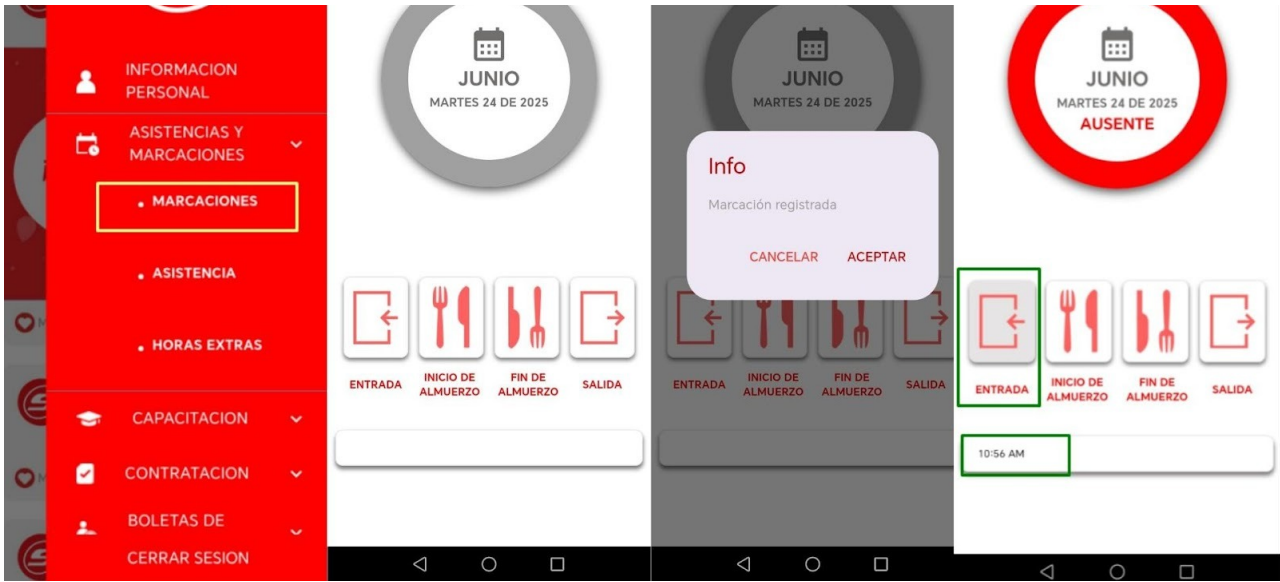 INFORMACION
PERSONAL
ASISTENCIAS Y
MARCACIONES
• MARCACIONES
• ASISTENCIA
• HORAS EXTRAS
CAPACITACION
CONTRATACION
BOLETAS DE
CERRAR SESION
JUNIO
MARTES 24 DE 2025
ENTRADA
INICIO DE
ALMUERZO
FIN DE
ALMUERZO
SALIDA
JUNIO
MARTES 24 DE 2025
Info
Marcación registrada
CANCELAR ACEPTAR
ENTRADA
INICIO DE
ALMUERZO
FIN DE
ALMUERZO
SALIDA
JUNIO
MARTES 24 DE 2025
AUSENTE
ENTRADA
INICIO DE
ALMUERZO
FIN DE
ALMUERZO
SALIDA
10:56 AM